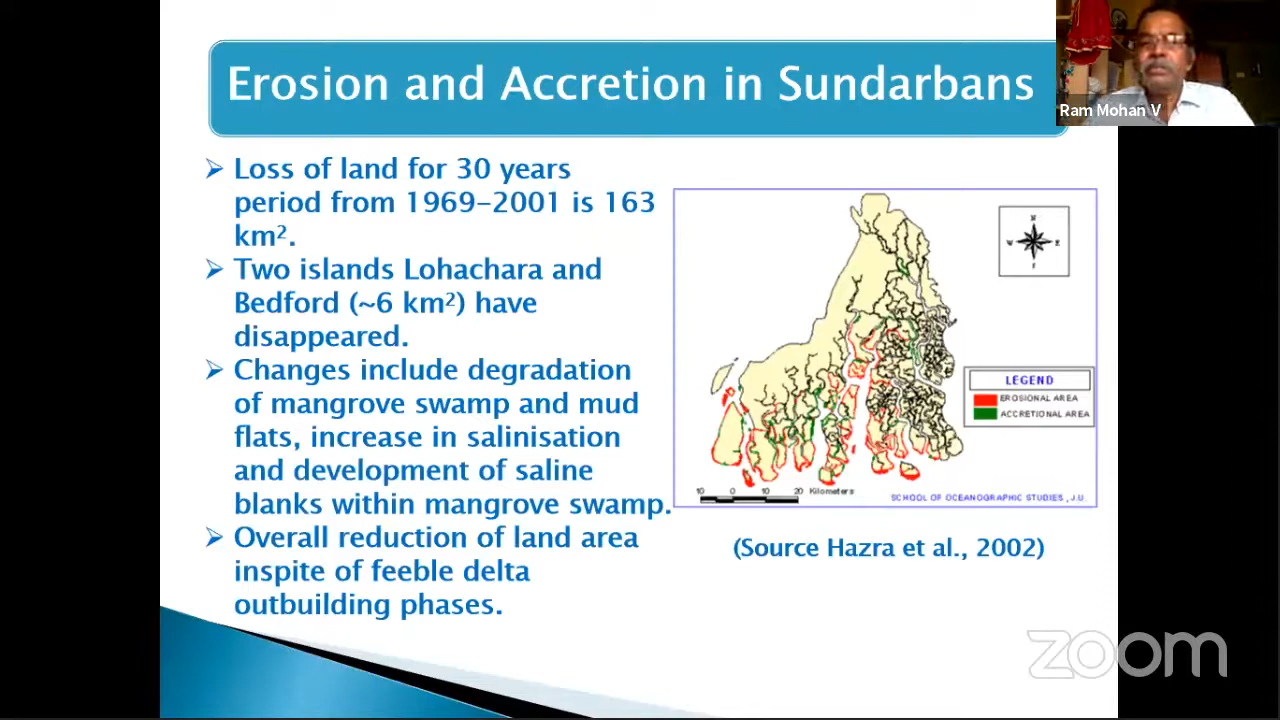 Erosion and Accretion in Sundarbans
Ram Mohan V
➢ Loss of land for 30 years
period from 1969-2001 is 163
km².
➢ Two islands Lohachara and
Bedford (~6 km²) have
disappeared.
➢ Changes include degradation
of mangrove swamp and mud
flats, increase in salinisation
and development of saline
blanks within mangrove swamp.
➢ Overall reduction of land area
inspite of feeble delta
outbuilding phases.
N
W E
LEGEND
EROSIONAL AREA
ACCRETIONAL AREA
10 0 10 20 Kilometers
SCHOOL OF OCEANOGRAPHIC STUDIES, J.U.
(Source Hazra et al., 2002)
zoom